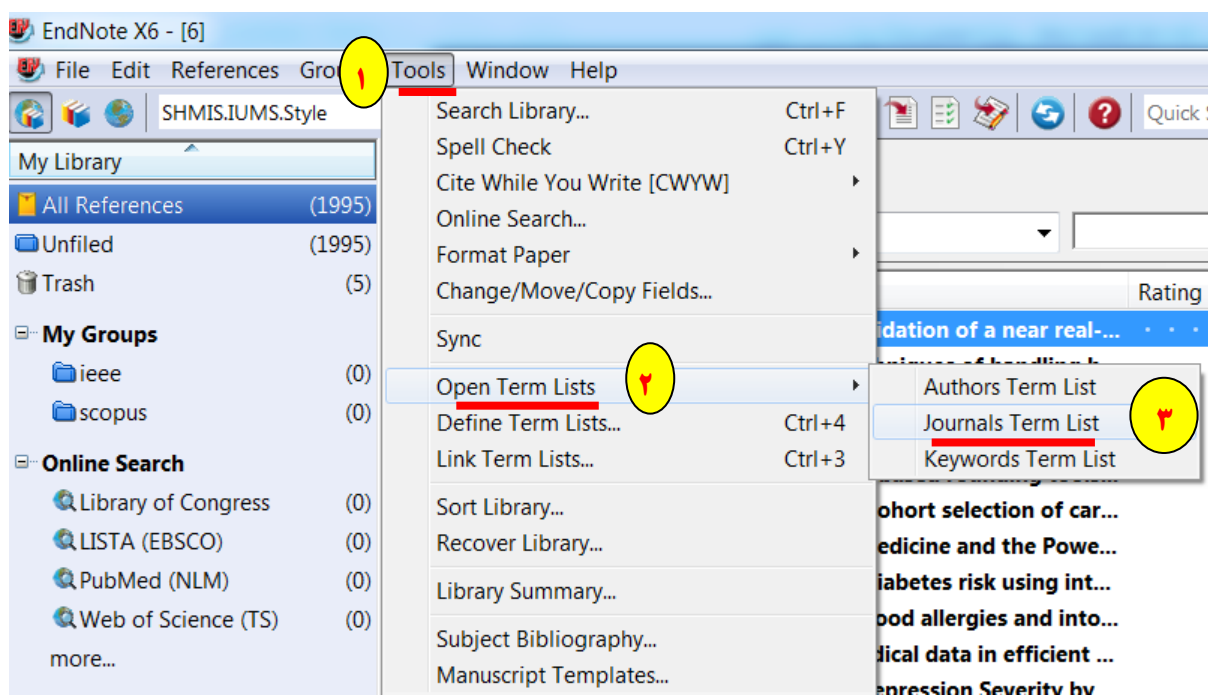 EndNote X6 - [6]
File Edit References Gro ۱ Tools Window Help
SHMIS.IUMS.Style
Quick
My Library
All References (1995)
Unfiled (1995)
Trash (5)
My Groups
ieee (0)
scopus (0)
Online Search
Library of Congress (0)
LISTA (EBSCO) (0)
PubMed (NLM) (0)
Web of Science (TS) (0)
more...
Search Library... Ctrl+F
Spell Check Ctrl+Y
Cite While You Write [CWYW]
Online Search...
Format Paper
Change/Move/Copy Fields...
Sync
Open Term Lists ۲
Define Term Lists... Ctrl+4
Link Term Lists... Ctrl+3
Sort Library...
Recover Library...
Library Summary...
Subject Bibliography...
Manuscript Templates...
Authors Term List
Journals Term List ۳
Keywords Term List
Rating
idation of a near real-...
ohort selection of car...
edicine and the Powe...
iabetes risk using int...
ood allergies and into...
dical data in efficient ...
epression Severity by